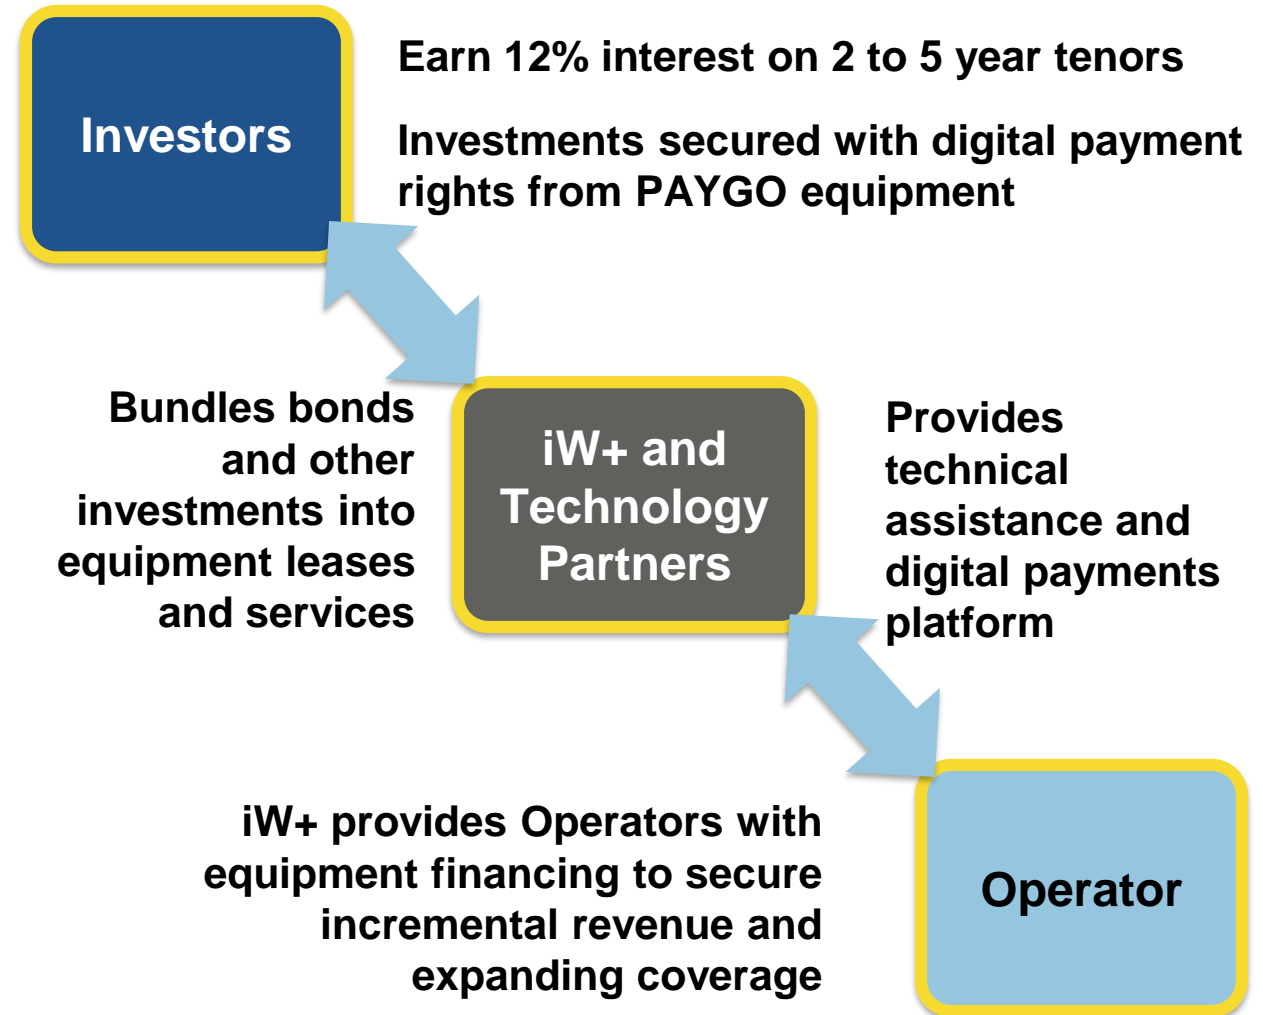 Investors
Earn 12% interest on 2 to 5 year tenors
Investments secured with digital payment
rights from PAYGO equipment
Bundles bonds
and other
investments into
equipment leases
and services
iW+ and
Technology
Partners
Provides
technical
assistance and
digital payments
platform
iW+ provides Operators with
equipment financing to secure
incremental revenue and
expanding coverage
Operator